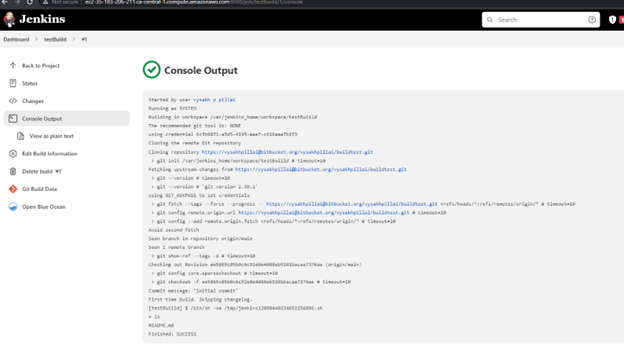 Not secure | ec2-35-183-206-211.ca-central-1.compute.amazonaws.com:8080/job/testBuild/1/console
Jenkins
Search
Dashboard > testBuild > #1
Back to Project
Status
Changes
Console Output
View as plain text
Edit Build Information
Delete build '#1'
Git Build Data
Open Blue Ocean
Console Output
Started by user vysakh p pillai
Running as SYSTEM
Building in workspace /var/jenkins_home/workspace/testBuild
The recommended git tool is: NONE
using credential
Cloning the remote Git repository
Cloning repository https://vysakhpillai@bitbucket.org/vysakhpillai/buildtest.git
> git init /var/jenkins_home/workspace/testBuild # timeout=10
Fetching upstream changes from https://vysakhpillai@bitbucket.org/vysakhpillai/buildtest.git
> git --version # timeout=10
> git --version # 'git version 2.30.2'
using GIT_ASKPASS to set credentials
> git fetch --tags --force --progress -- https://vysakhpillai@bitbucket.org/vysakhpillai/buildtest.git +refs/heads/*:refs/remotes/origin/* # timeout=10
> git config remote.origin.url https://vysakhpillai@bitbucket.org/vysakhpillai/buildtest.git # timeout=10
> git config --add remote.origin.fetch +refs/heads/*:refs/remotes/origin/* # timeout=10
Avoid second fetch
Seen branch in repository origin/main
Seen 1 remote branch
> git show-ref --tags -d # timeout=10
Checking out Revision (origin/main)
> git config core.sparsecheckout # timeout=10
> git checkout -f # timeout=10
Commit message: "Initial commit"
First time build. Skipping changelog.
[testBuild] $ /bin/sh -xe
+ ls
README.md
Finished: SUCCESS